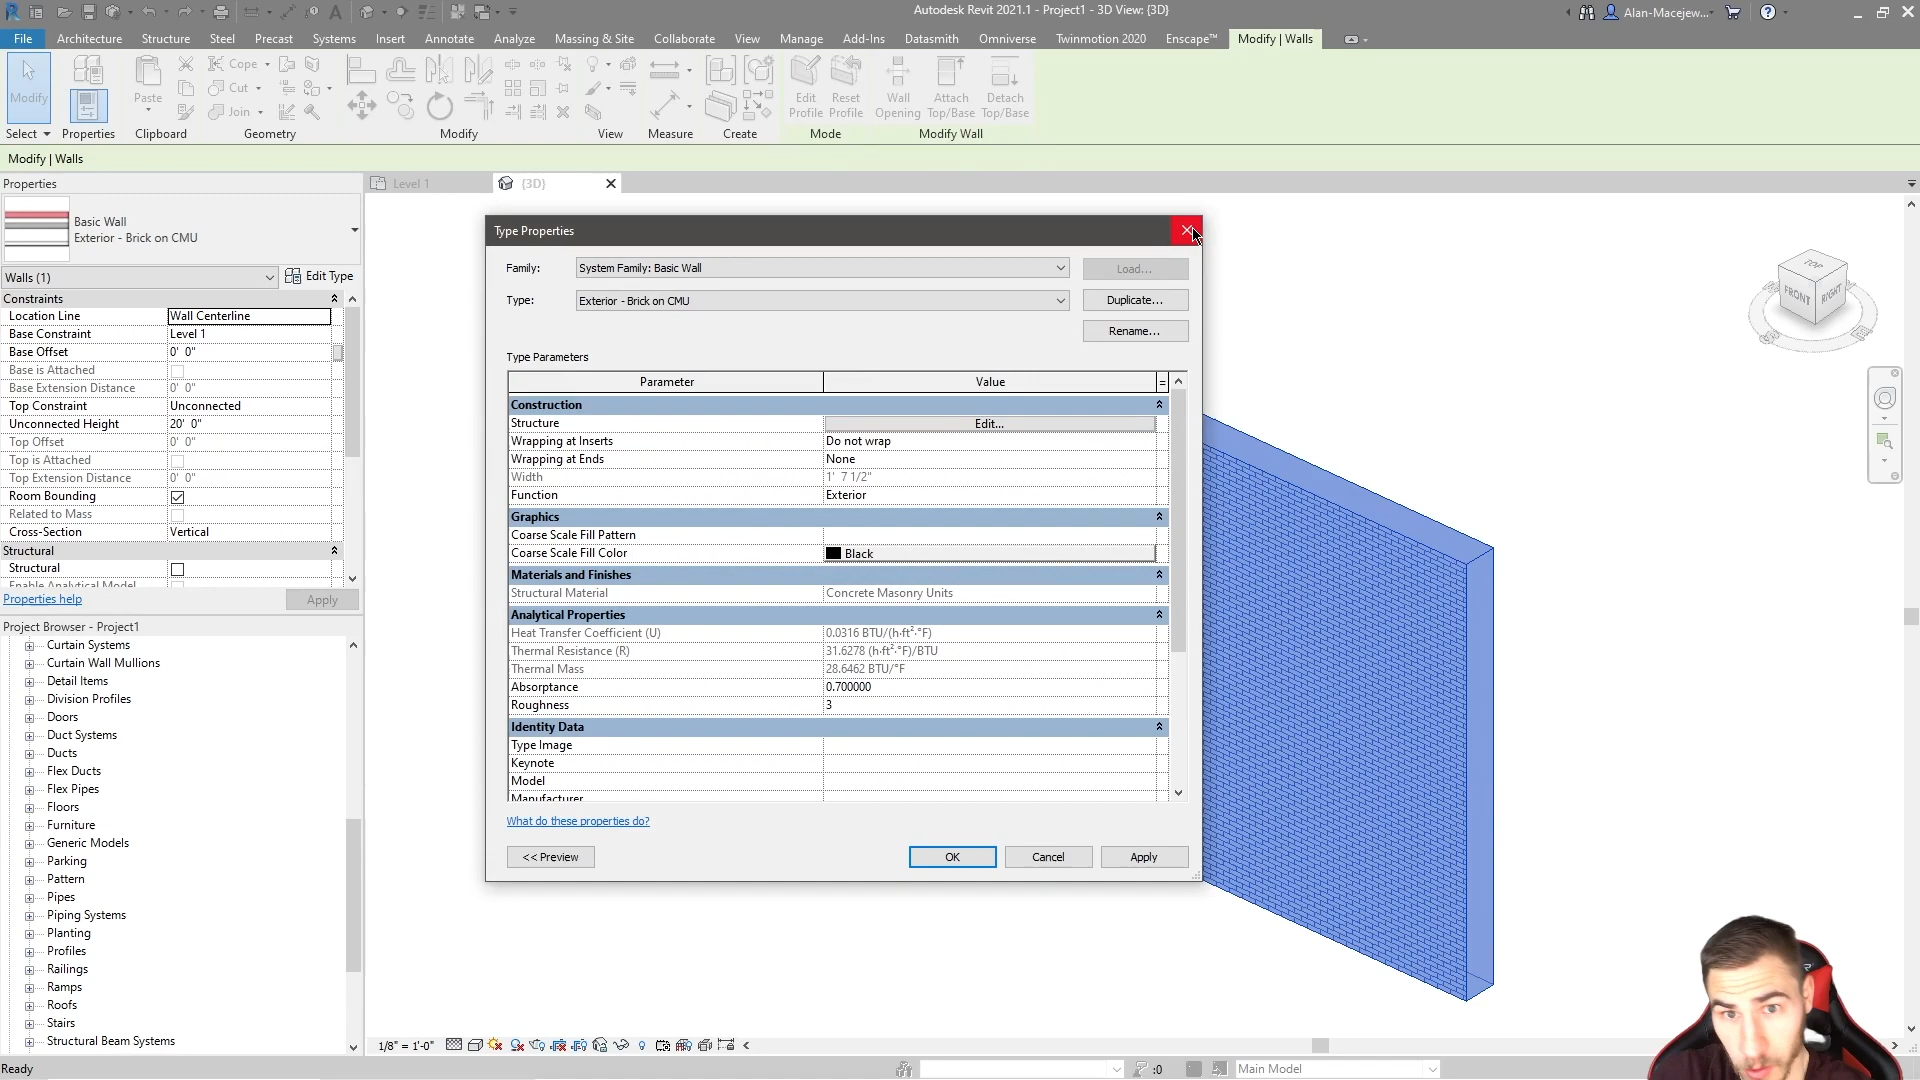 Autodesk Revit 2021.1 - Project1 - 3D View: {3D}
Alan-Macejew...
File Architecture Structure Steel Precast Systems Insert Annotate Analyze Massing & Site Collaborate View Manage Add-Ins Datasmith Omniverse Twinmotion 2020 Enscape™ Modify | Walls
Modify
Paste
Cope
Cut
Join
Edit Profile
Reset Profile
Wall Opening
Attach Top/Base
Detach Top/Base
Select Properties Clipboard Geometry Modify View Measure Create Mode Modify Wall
Modify | Walls
Properties
Level 1
{3D}
Basic Wall
Exterior - Brick on CMU
Walls (1) Edit Type
Constraints
Location Line Wall Centerline
Base Constraint Level 1
Base Offset 0' 0"
Base is Attached
Base Extension Distance 0' 0"
Top Constraint Unconnected
Unconnected Height 20' 0"
Top Offset 0' 0"
Top is Attached
Top Extension Distance 0' 0"
Room Bounding
Related to Mass
Cross-Section Vertical
Structural
Structural
Enable Analytical Model
Properties help Apply
Project Browser - Project1
Curtain Systems
Curtain Wall Mullions
Detail Items
Division Profiles
Doors
Duct Systems
Ducts
Flex Ducts
Flex Pipes
Floors
Furniture
Generic Models
Parking
Pattern
Pipes
Piping Systems
Planting
Profiles
Railings
Ramps
Roofs
Stairs
Structural Beam Systems
Type Properties
Family: System Family: Basic Wall Load...
Type: Exterior - Brick on CMU Duplicate...
Rename...
Type Parameters
Parameter Value =
Construction
Structure Edit...
Wrapping at Inserts Do not wrap
Wrapping at Ends None
Width 1' 7 1/2"
Function Exterior
Graphics
Coarse Scale Fill Pattern
Coarse Scale Fill Color Black
Materials and Finishes
Structural Material Concrete Masonry Units
Analytical Properties
Heat Transfer Coefficient (U) 0.0316 BTU/(h·ft²·°F)
Thermal Resistance (R) 31.6278 (h·ft²·°F)/BTU
Thermal Mass 28.6462 BTU/°F
Absorptance 0.700000
Roughness 3
Identity Data
Type Image
Keynote
Model
Manufacturer
What do these properties do?
<< Preview OK Cancel Apply
TOP
FRONT
RIGHT
1/8" = 1'-0"
Ready
:0
Main Model